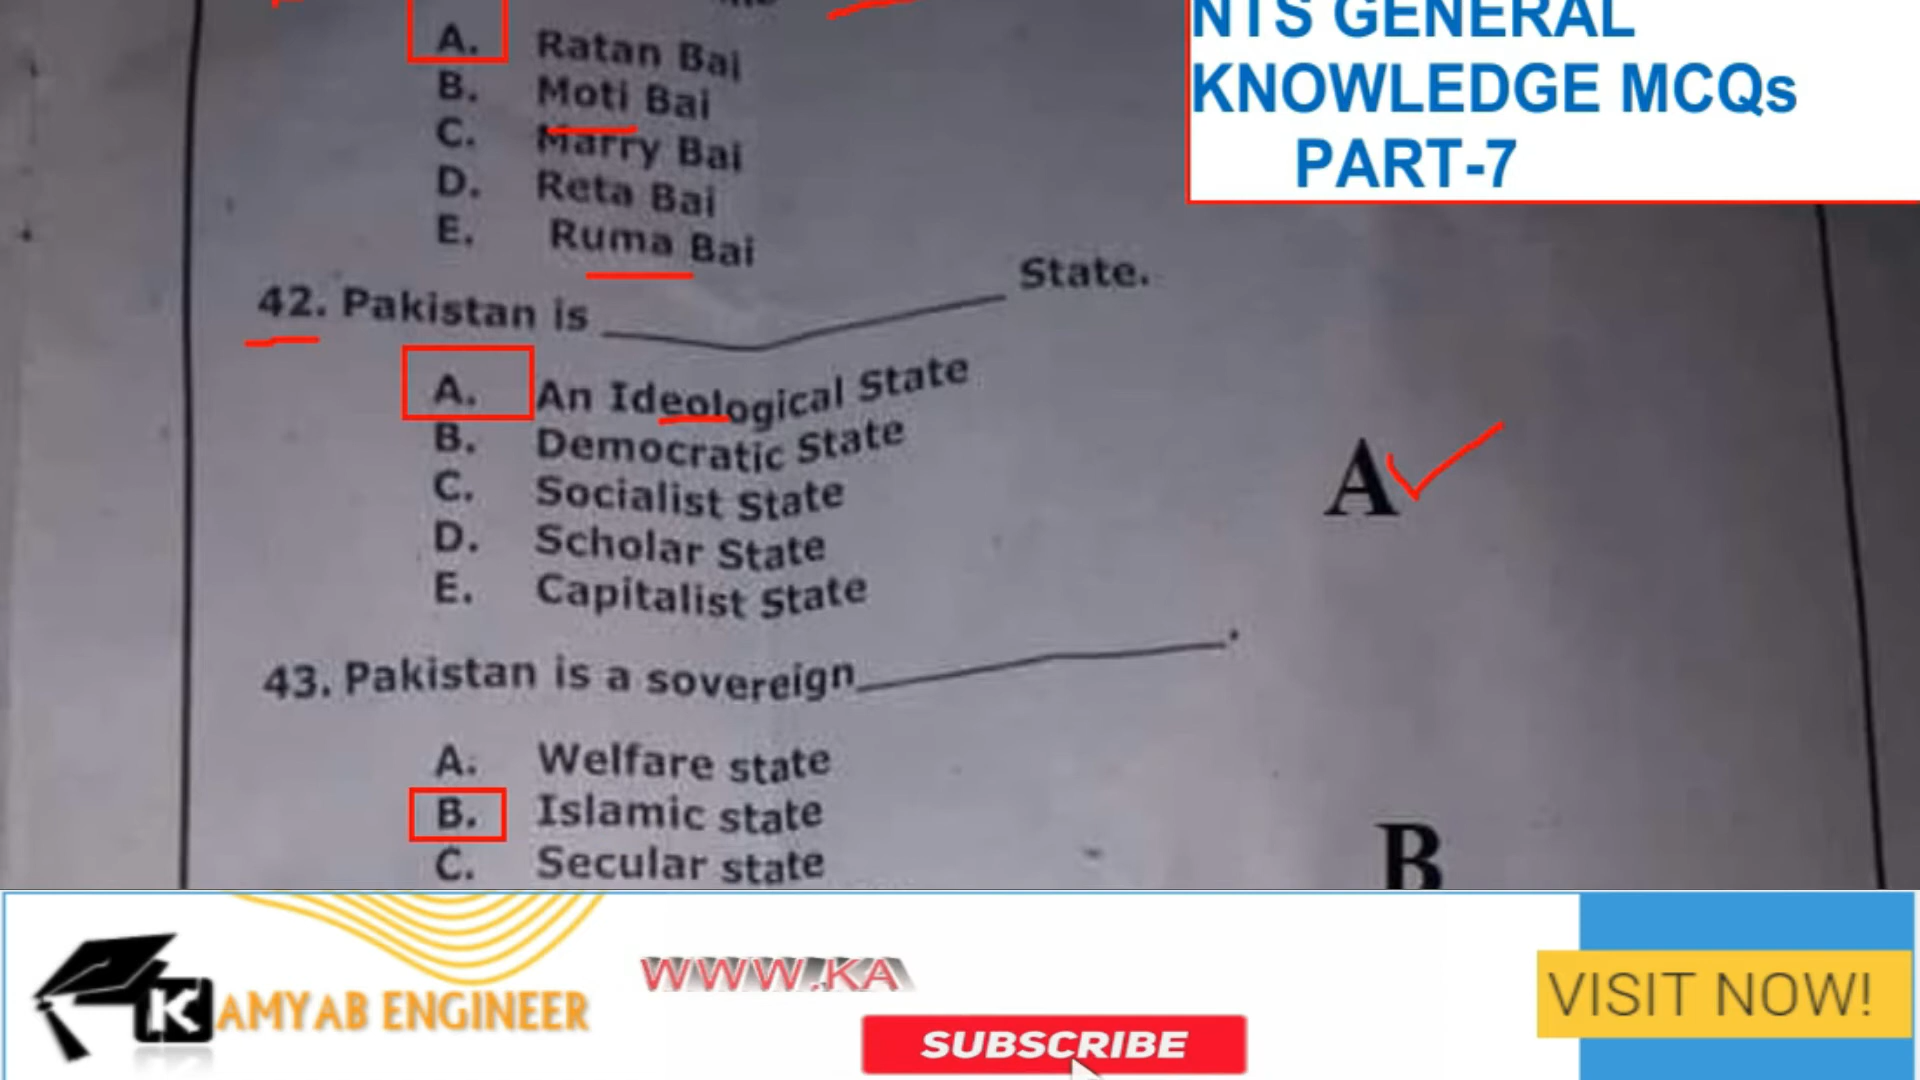 A. Ratan Bai
B. Moti Bai
C. Marry Bai
D. Reta Bai
E. Ruma Bai
42. Pakistan is ____________ State.
A. An Ideological State
B. Democratic State
C. Socialist State
D. Scholar State
E. Capitalist State
A
43. Pakistan is a sovereign____________.
A. Welfare state
B. Islamic state
C. Secular state
B
NTS GENERAL
KNOWLEDGE MCQs
PART-7
KAMYAB ENGINEER
WWW.KA
SUBSCRIBE
VISIT NOW!